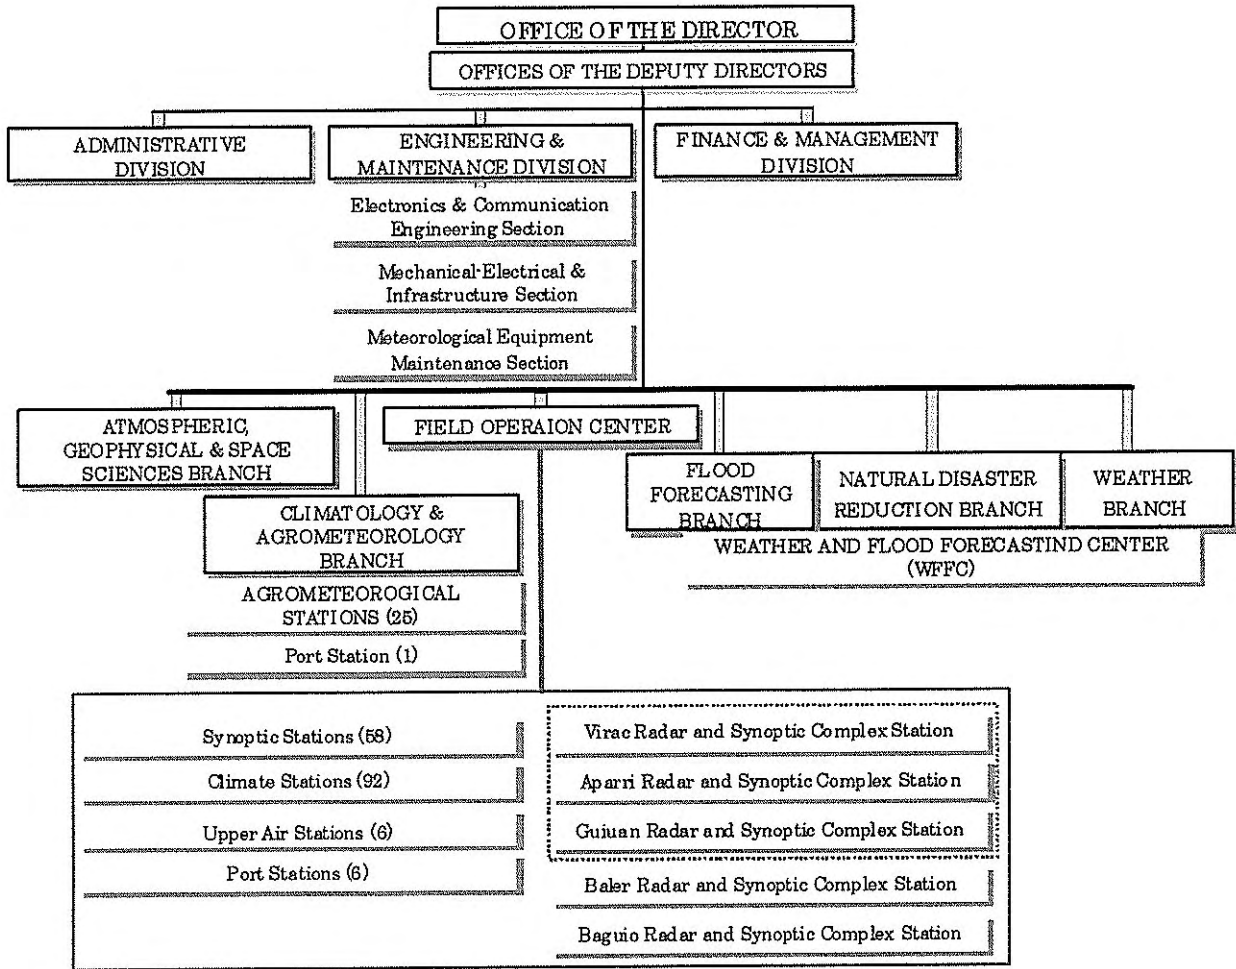 OFFICE OF THE DIRECTOR
OFFICES OF THE DEPUTY DIRECTORS
ADMINISTRATIVE
DIVISION
ENGINEERING &
MAINTENANCE DIVISION
FINANCE & MANAGEMENT
DIVISION
Electronics & Communication
Engineering Section
Mechanical-Electrical &
Infrastructure Section
Meteorological Equipment
Maintenance Section
ATMOSPHERIC,
GEOPHYSICAL & SPACE
SCIENCES BRANCH
CLIMATOLOGY &
AGROMETEOROLOGY
BRANCH
AGROMETEOROGICAL
STATIONS (25)
Port Station (1)
FIELD OPERAION CENTER
FLOOD
FORECASTING
BRANCH
NATURAL DISASTER
REDUCTION BRANCH
WEATHER
BRANCH
WEATHER AND FLOOD FORECASTIND CENTER
(WFFC)
Synoptic Stations (58)
Climate Stations (92)
Upper Air Stations (6)
Port Stations (6)
Virac Radar and Synoptic Complex Station
Aparri Radar and Synoptic Complex Station
Guiuan Radar and Synoptic Complex Station
Baler Radar and Synoptic Complex Station
Baguio Radar and Synoptic Complex Station